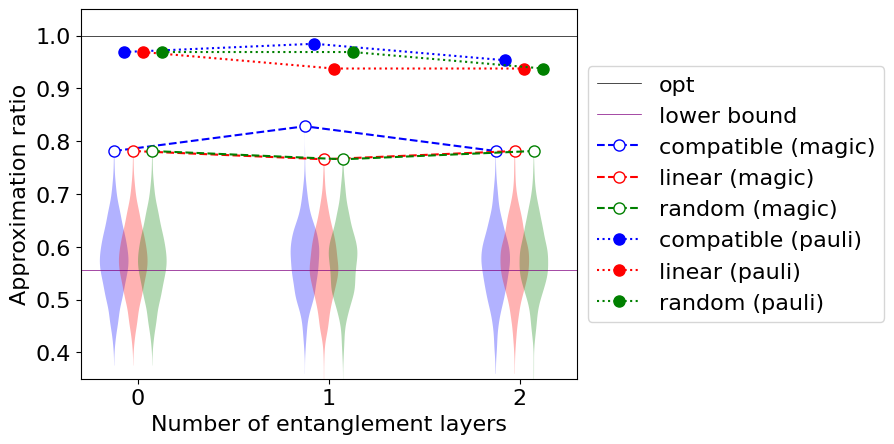 1.0
0.9
0.8
0.7
0.6
0.5
0.4
Approximation ratio
0 1 2
Number of entanglement layers
opt
lower bound
compatible (magic)
linear (magic)
random (magic)
compatible (pauli)
linear (pauli)
random (pauli)